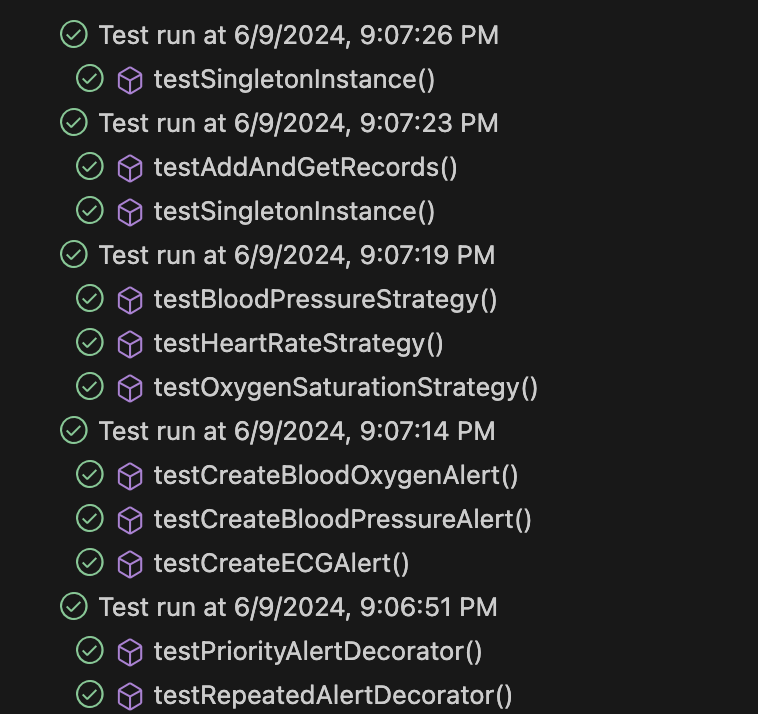 Test run at 6/9/2024, 9:07:26 PM
testSingletonInstance()
Test run at 6/9/2024, 9:07:23 PM
testAddAndGetRecords()
testSingletonInstance()
Test run at 6/9/2024, 9:07:19 PM
testBloodPressureStrategy()
testHeartRateStrategy()
testOxygenSaturationStrategy()
Test run at 6/9/2024, 9:07:14 PM
testCreateBloodOxygenAlert()
testCreateBloodPressureAlert()
testCreateECGAlert()
Test run at 6/9/2024, 9:06:51 PM
testPriorityAlertDecorator()
testRepeatedAlertDecorator()